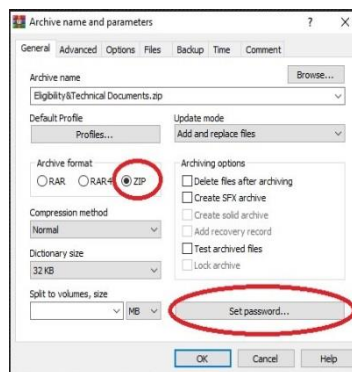 Archive name and parameters ? X
General Advanced Options Files Backup Time Comment
Archive name
Browse...
Eligibility&Technical Documents.zip
Default Profile
Profiles...
Update mode
Add and replace files
Archive format
RAR RAR4 ZIP
Compression method
Normal
Dictionary size
32 KB
Split to volumes, size
MB
Archiving options
Delete files after archiving
Create SFX archive
Create solid archive
Add recovery record
Test archived files
Lock archive
Set password...
OK Cancel Help